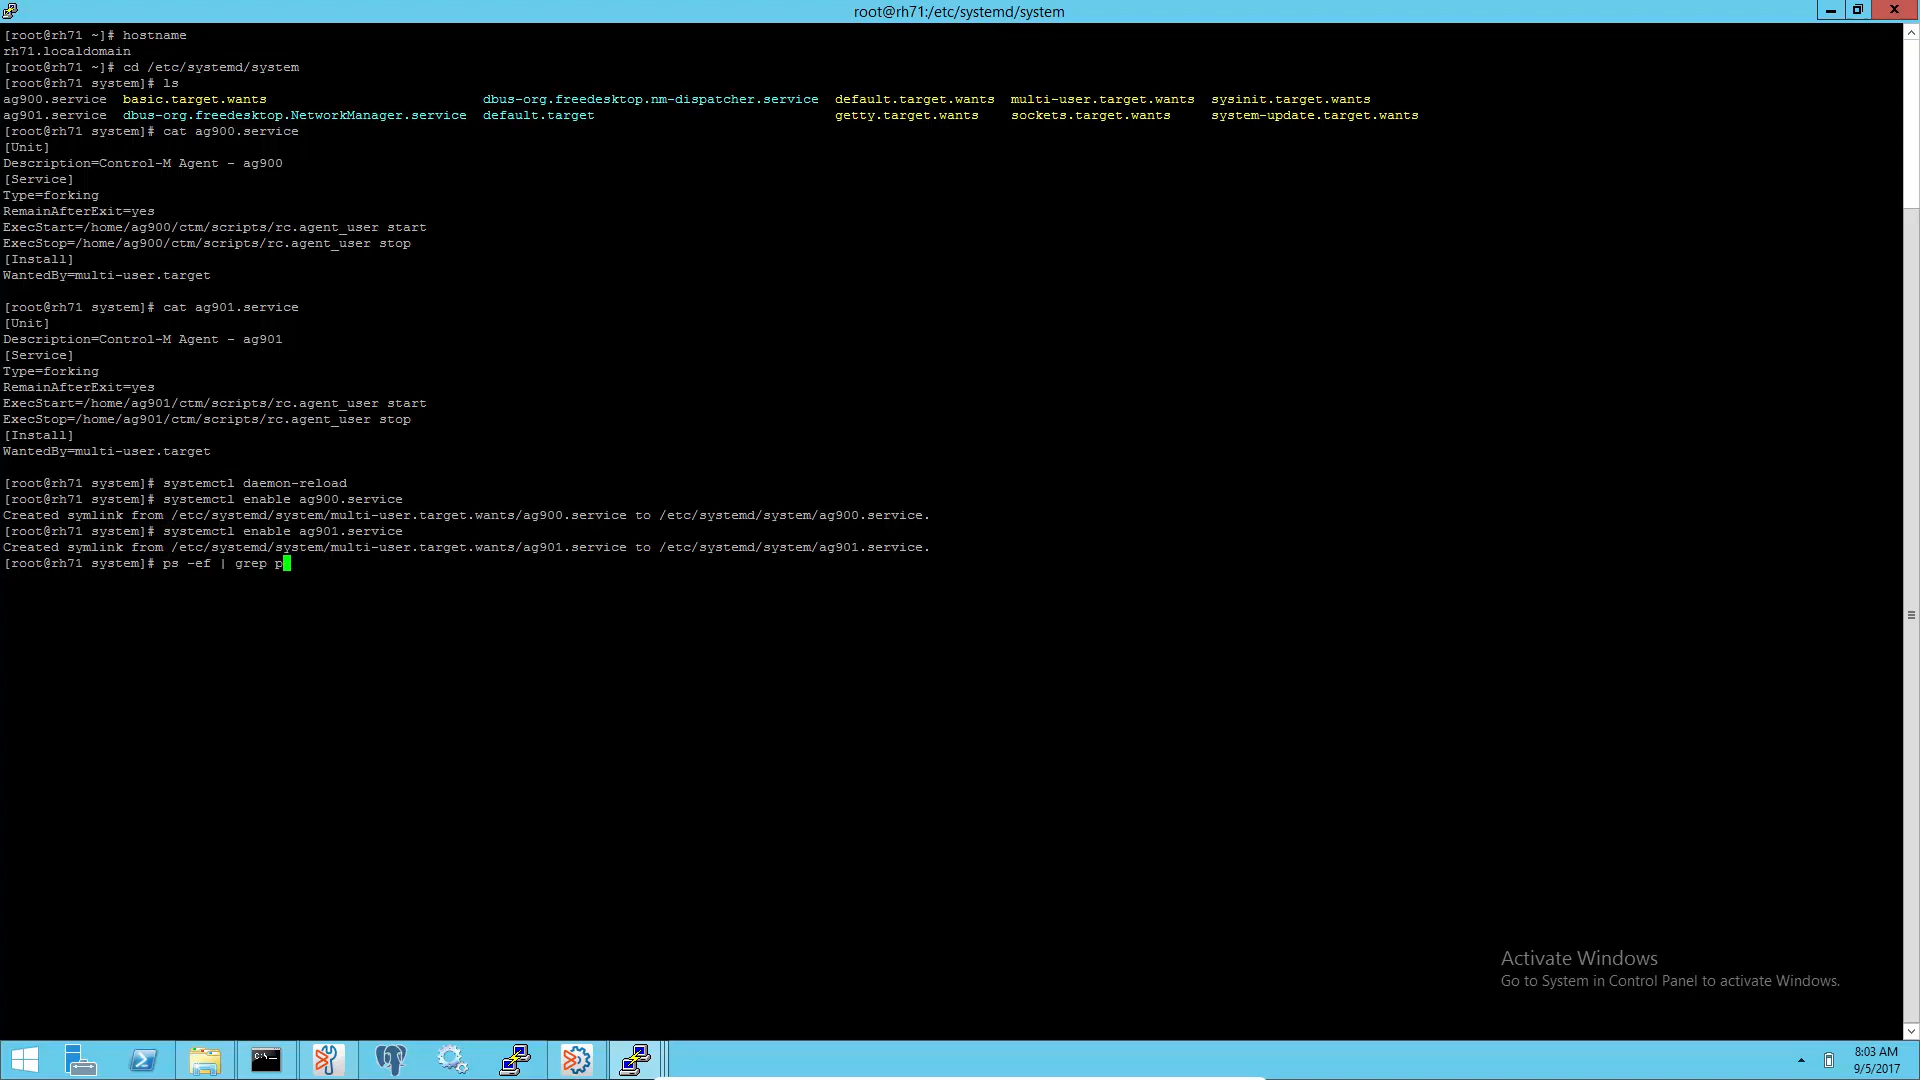 root@rh71:/etc/systemd/system
[root@rh71 ~]# hostname
rh71.localdomain
[root@rh71 ~]# cd /etc/systemd/system
[root@rh71 system]# ls
ag900.service  basic.target.wants                           dbus-org.freedesktop.nm-dispatcher.service  default.target.wants  multi-user.target.wants  sysinit.target.wants
ag901.service  dbus-org.freedesktop.NetworkManager.service  default.target                              getty.target.wants    sockets.target.wants     system-update.target.wants
[root@rh71 system]# cat ag900.service
[Unit]
Description=Control-M Agent - ag900
[Service]
Type=forking
RemainAfterExit=yes
ExecStart=/home/ag900/ctm/scripts/rc.agent_user start
ExecStop=/home/ag900/ctm/scripts/rc.agent_user stop
[Install]
WantedBy=multi-user.target
[root@rh71 system]# cat ag901.service
[Unit]
Description=Control-M Agent - ag901
[Service]
Type=forking
RemainAfterExit=yes
ExecStart=/home/ag901/ctm/scripts/rc.agent_user start
ExecStop=/home/ag901/ctm/scripts/rc.agent_user stop
[Install]
WantedBy=multi-user.target
[root@rh71 system]# systemctl daemon-reload
[root@rh71 system]# systemctl enable ag900.service
Created symlink from /etc/systemd/system/multi-user.target.wants/ag900.service to /etc/systemd/system/ag900.service.
[root@rh71 system]# systemctl enable ag901.service
Created symlink from /etc/systemd/system/multi-user.target.wants/ag901.service to /etc/systemd/system/ag901.service.
[root@rh71 system]# ps -ef | grep p
Activate Windows
Go to System in Control Panel to activate Windows.
8:03 AM
9/5/2017